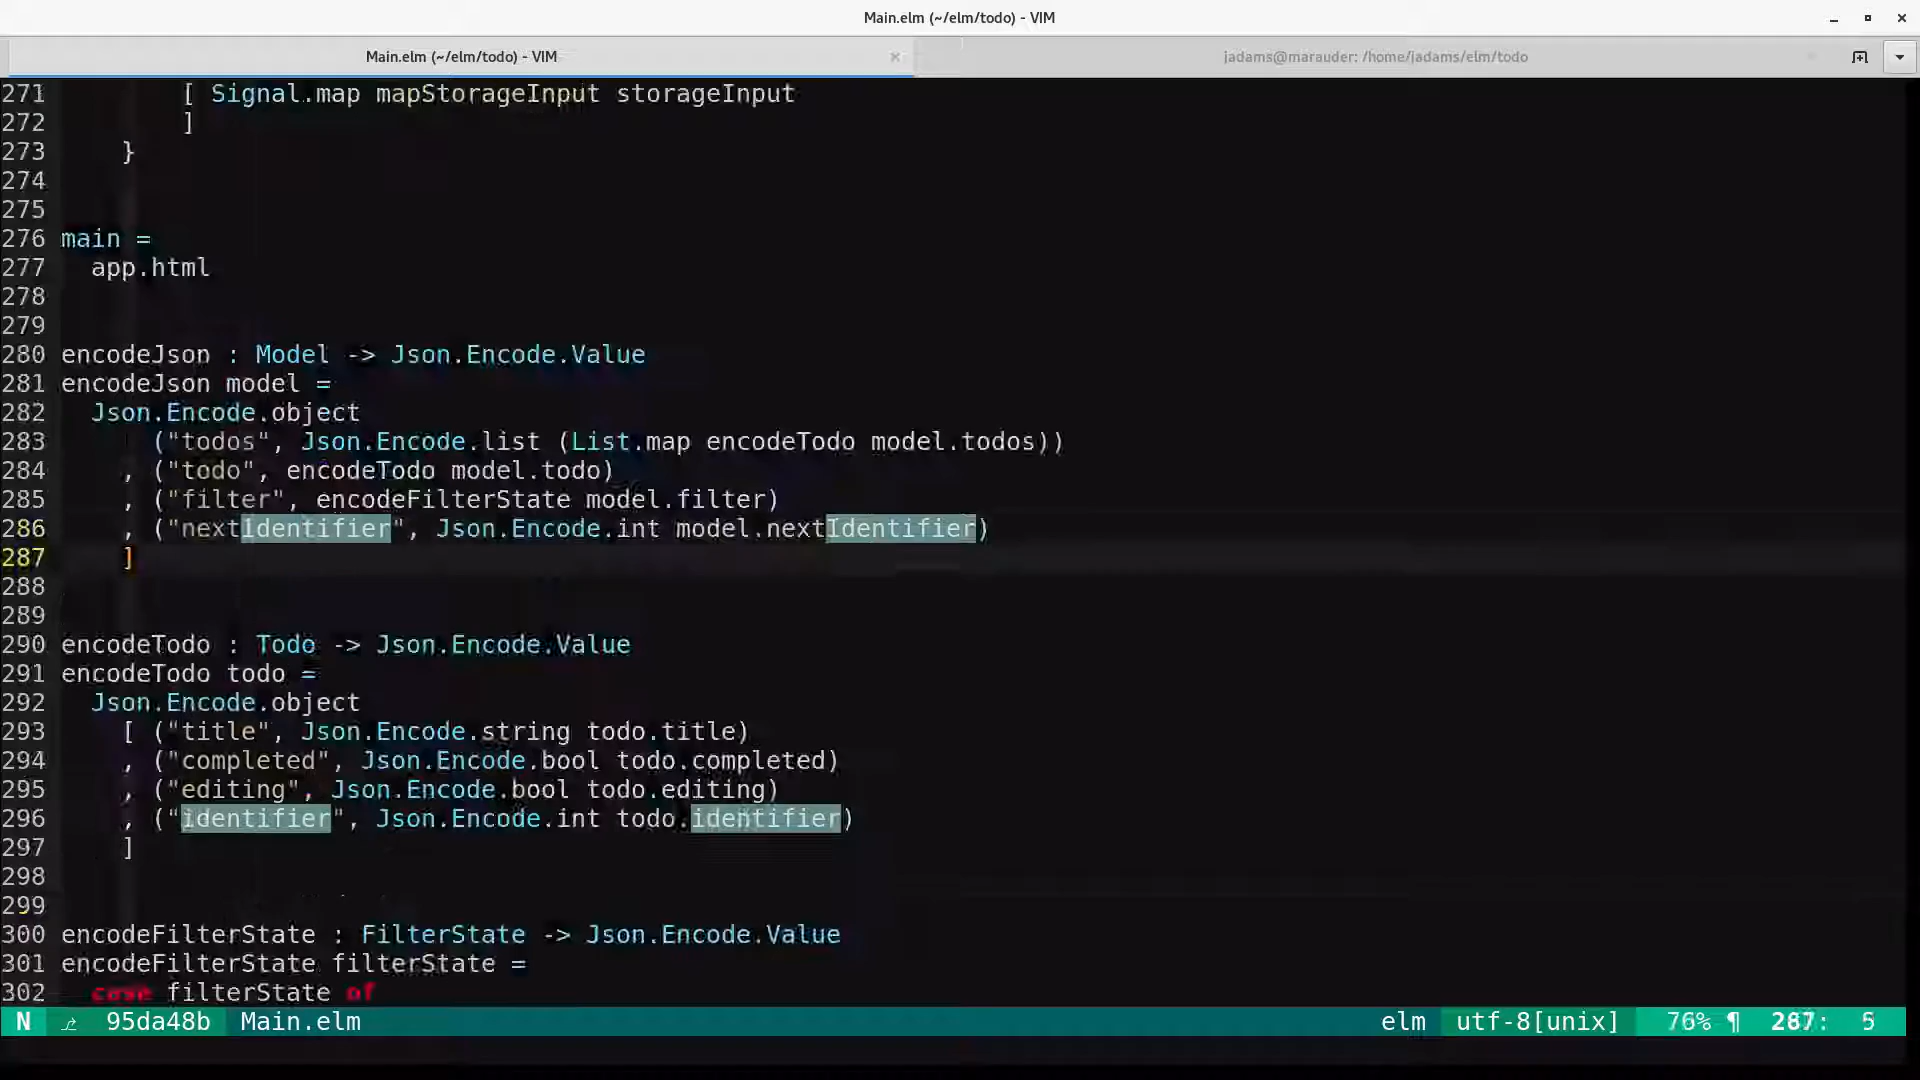 Main.elm (~/elm/todo) - VIM
Main.elm (~/elm/todo) - VIM
jadams@marauder: /home/jadams/elm/todo
271         [ Signal.map mapStorageInput storageInput
272         ]
273     }
274
275
276 main =
277   app.html
278
279
280 encodeJson : Model -> Json.Encode.Value
281 encodeJson model =
282   Json.Encode.object
283       ("todos", Json.Encode.list (List.map encodeTodo model.todos))
284     , ("todo", encodeTodo model.todo)
285     , ("filter", encodeFilterState model.filter)
286     , ("nextIdentifier", Json.Encode.int model.nextIdentifier)
287     ]
288
289
290 encodeTodo : Todo -> Json.Encode.Value
291 encodeTodo todo =
292   Json.Encode.object
293     [ ("title", Json.Encode.string todo.title)
294     , ("completed", Json.Encode.bool todo.completed)
295     , ("editing", Json.Encode.bool todo.editing)
296     , ("identifier", Json.Encode.int todo.identifier)
297     ]
298
299
300 encodeFilterState : FilterState -> Json.Encode.Value
301 encodeFilterState filterState =
302   case filterState of
N 95da48b Main.elm elm utf-8[unix] 76% ¶ 287: 5